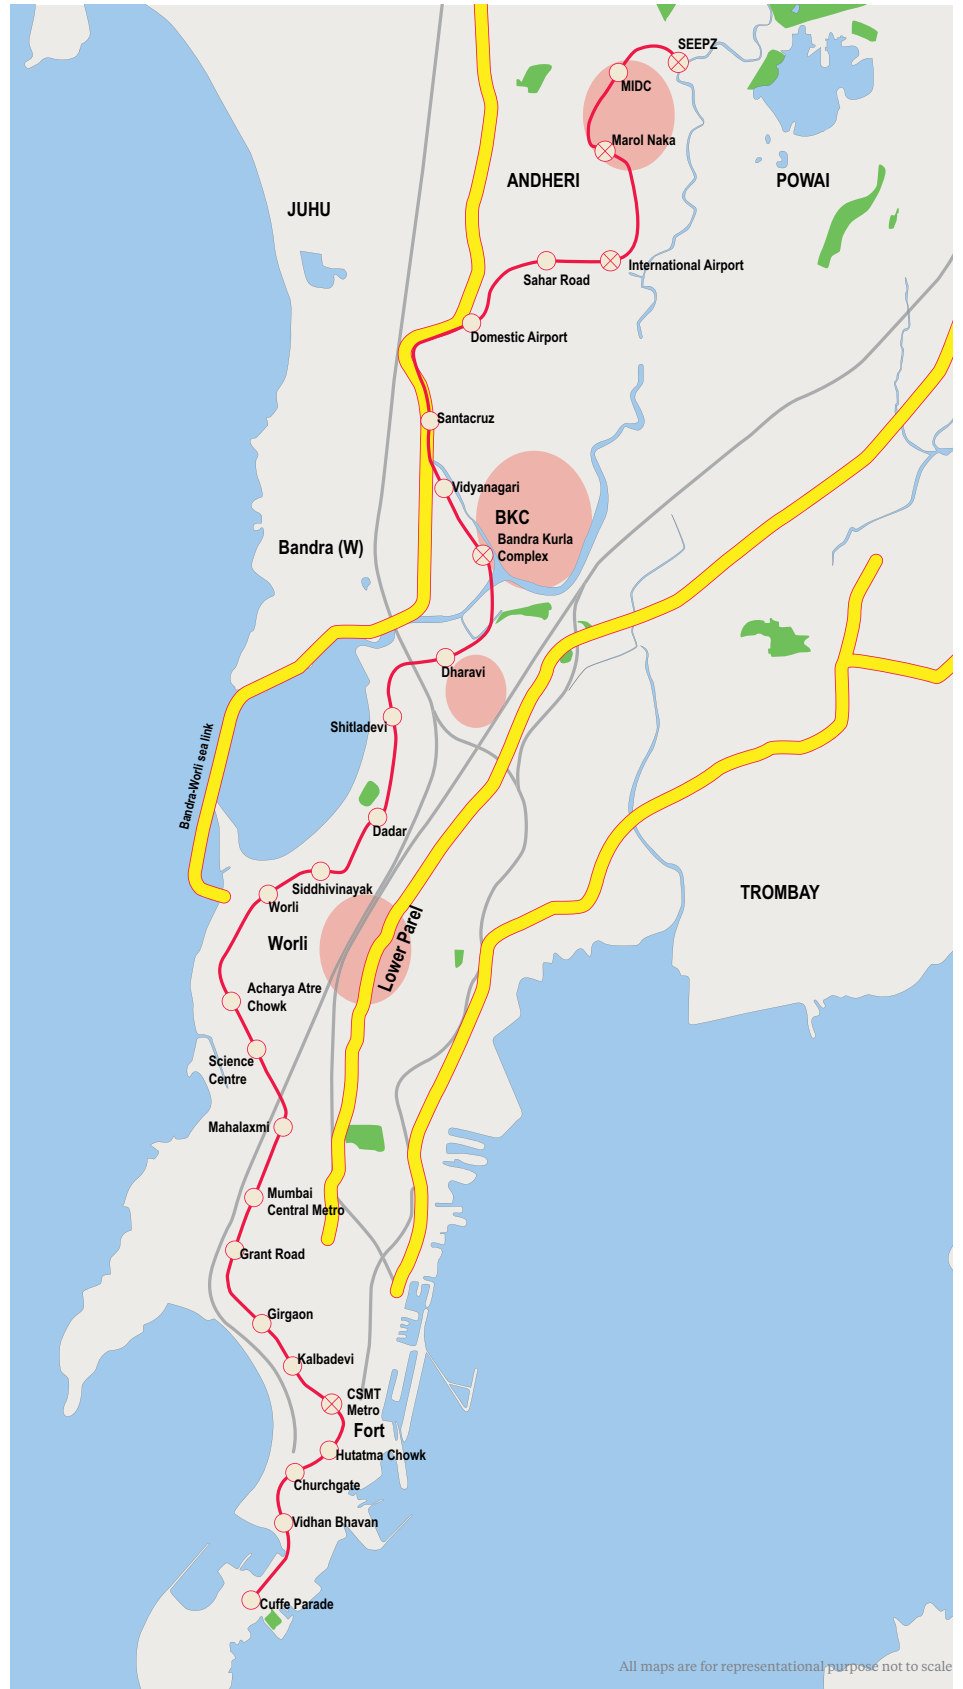 SEEPZ
MIDC
Marol Naka
ANDHERI
POWAI
JUHU
International Airport
Sahar Road
Domestic Airport
Santacruz
Vidyanagari
BKC
Bandra Kurla
Complex
Bandra (W)
Dharavi
Shitladevi
Bandra-Worli sea link
Dadar
Siddhivinayak
Worli
TROMBAY
Worli
Lower Parel
Acharya Atre
Chowk
Science
Centre
Mahalaxmi
Mumbai
Central Metro
Grant Road
Girgaon
Kalbadevi
CSMT
Metro
Fort
Hutatma Chowk
Churchgate
Vidhan Bhavan
Cuffe Parade
All maps are for representational purpose not to scale